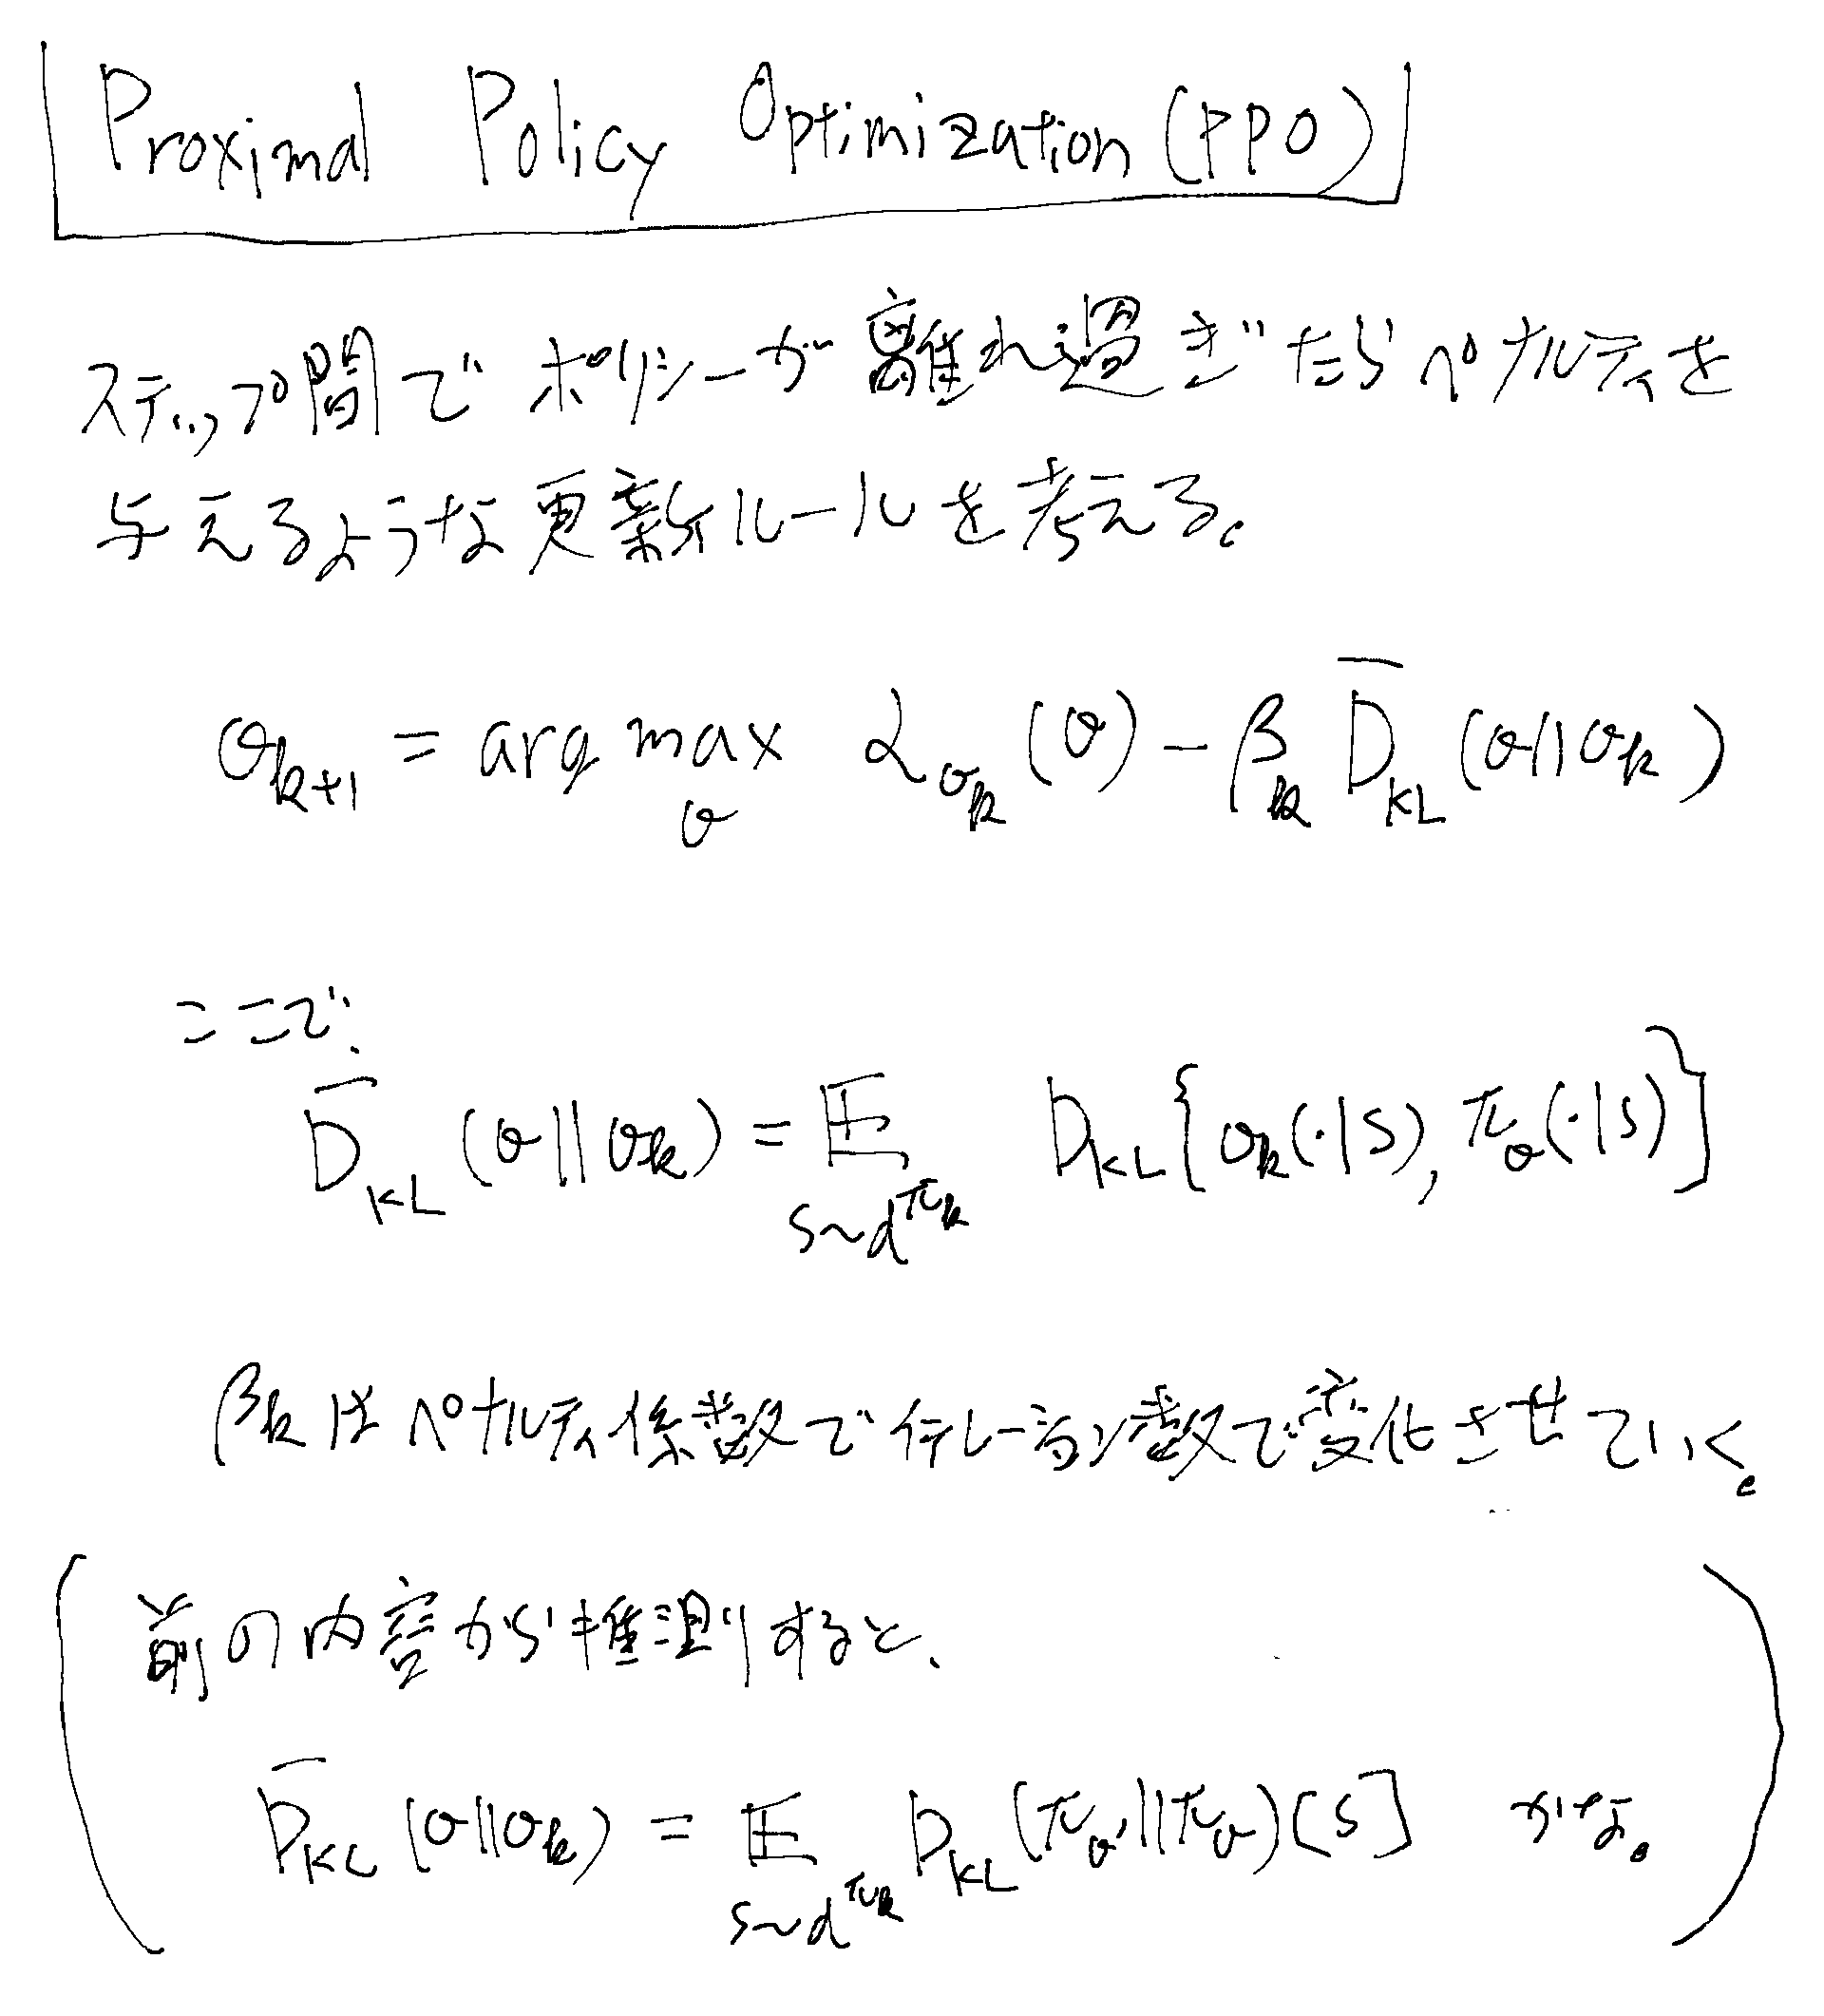 Proximal Policy Optimization (PPO)
ステップ間でポリシーが離れ過ぎたらペナルティを
与えるような更新ルールを考える。
θ_{k+1} = arg max_θ L_{θ_k}(θ) - β_k D̄_{KL}(θ||θ_k)
ここで、
D̄_{KL}(θ||θ_k) = E_{s~d^{π_k}} D_{KL}{θ_k(·|s), π_θ(·|s)}]
β_kはペナルティ係数でイテレーション数で変化させていく。
(前の内容から推測すると、
D̄_{KL}(θ||θ_k) = E_{s~d^{π_k}} D_{KL}(π_{θ'}||π_θ)[s] かな。)